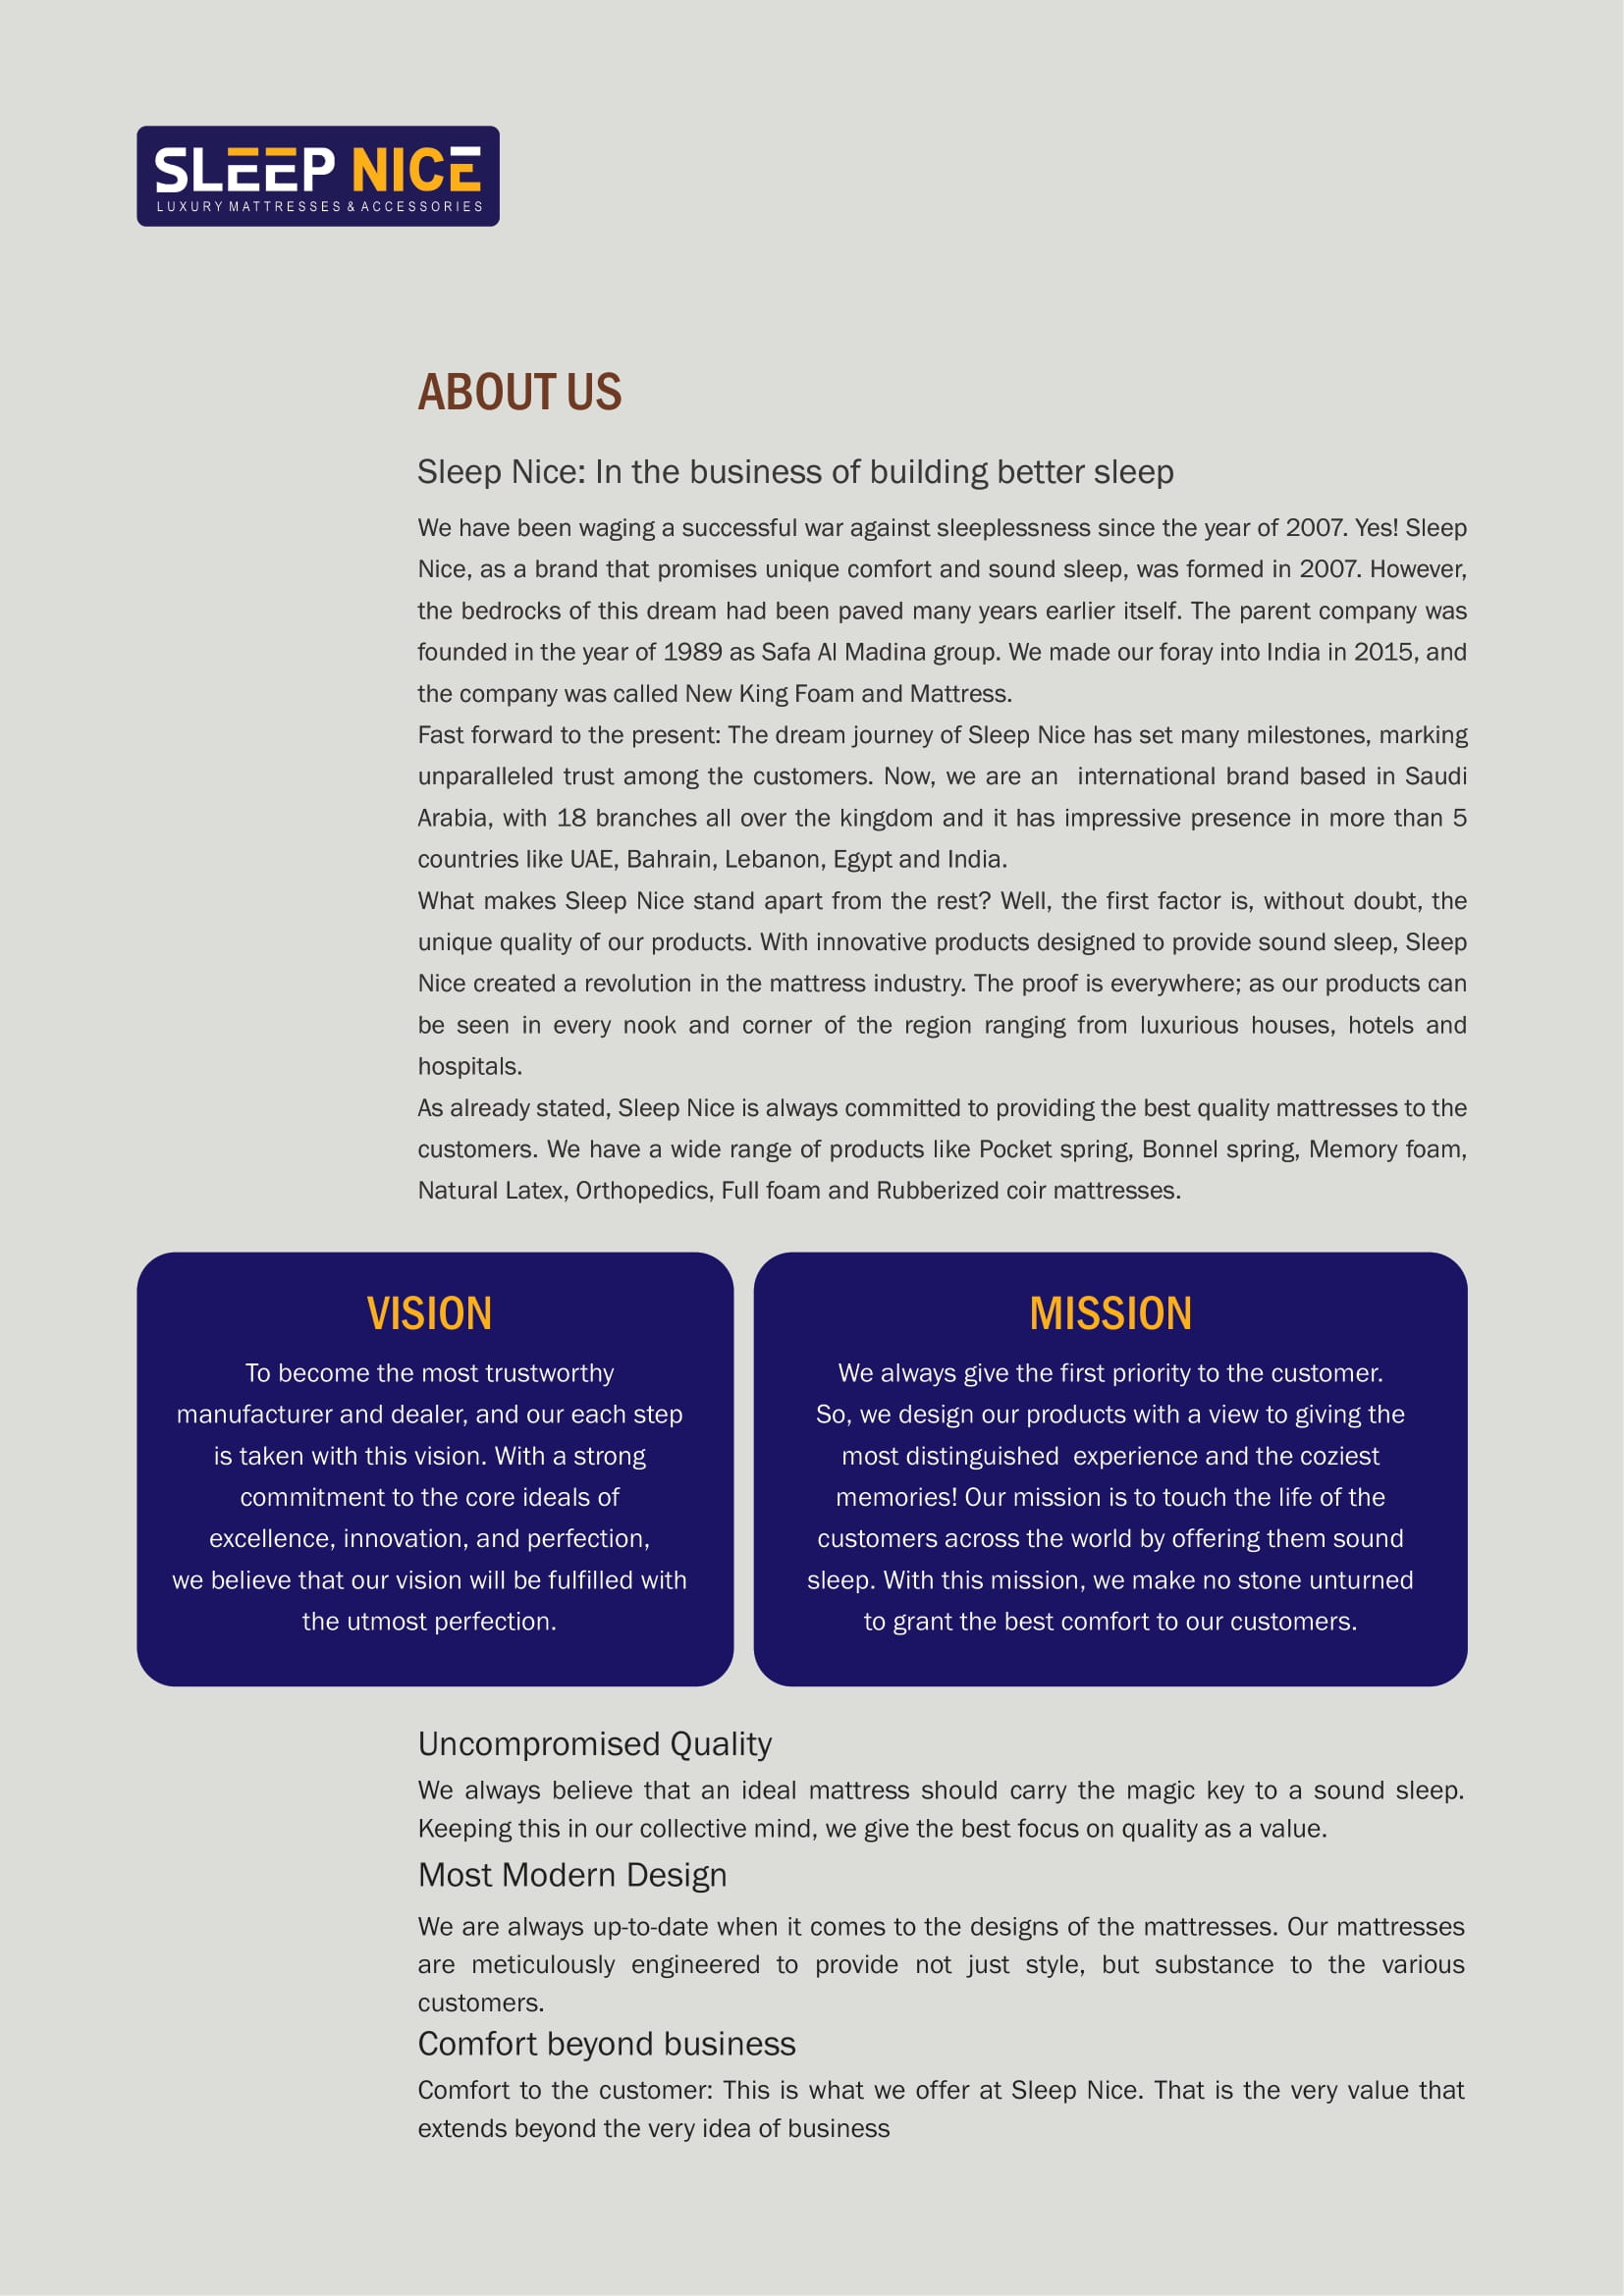 SLEEP NICE
LUXURY MATTRESSES & ACCESSORIES
ABOUT US
Sleep Nice: In the business of building better sleep
We have been waging a successful war against sleeplessness since the year of 2007. Yes! Sleep
Nice, as a brand that promises unique comfort and sound sleep, was formed in 2007. However,
the bedrocks of this dream had been paved many years earlier itself. The parent company was
founded in the year of 1989 as Safa Al Madina group. We made our foray into India in 2015, and
the company was called New King Foam and Mattress.
Fast forward to the present: The dream journey of Sleep Nice has set many milestones, marking
unparalleled trust among the customers. Now, we are an  international brand based in Saudi
Arabia, with 18 branches all over the kingdom and it has impressive presence in more than 5
countries like UAE, Bahrain, Lebanon, Egypt and India.
What makes Sleep Nice stand apart from the rest? Well, the first factor is, without doubt, the
unique quality of our products. With innovative products designed to provide sound sleep, Sleep
Nice created a revolution in the mattress industry. The proof is everywhere; as our products can
be seen in every nook and corner of the region ranging from luxurious houses, hotels and
hospitals.
As already stated, Sleep Nice is always committed to providing the best quality mattresses to the
customers. We have a wide range of products like Pocket spring, Bonnel spring, Memory foam,
Natural Latex, Orthopedics, Full foam and Rubberized coir mattresses.
VISION
To become the most trustworthy
manufacturer and dealer, and our each step
is taken with this vision. With a strong
commitment to the core ideals of
excellence, innovation, and perfection,
we believe that our vision will be fulfilled with
the utmost perfection.
MISSION
We always give the first priority to the customer.
So, we design our products with a view to giving the
most distinguished  experience and the coziest
memories! Our mission is to touch the life of the
customers across the world by offering them sound
sleep. With this mission, we make no stone unturned
to grant the best comfort to our customers.
Uncompromised Quality
We always believe that an ideal mattress should carry the magic key to a sound sleep.
Keeping this in our collective mind, we give the best focus on quality as a value.
Most Modern Design
We are always up-to-date when it comes to the designs of the mattresses. Our mattresses
are meticulously engineered to provide not just style, but substance to the various
customers.
Comfort beyond business
Comfort to the customer: This is what we offer at Sleep Nice. That is the very value that
extends beyond the very idea of business